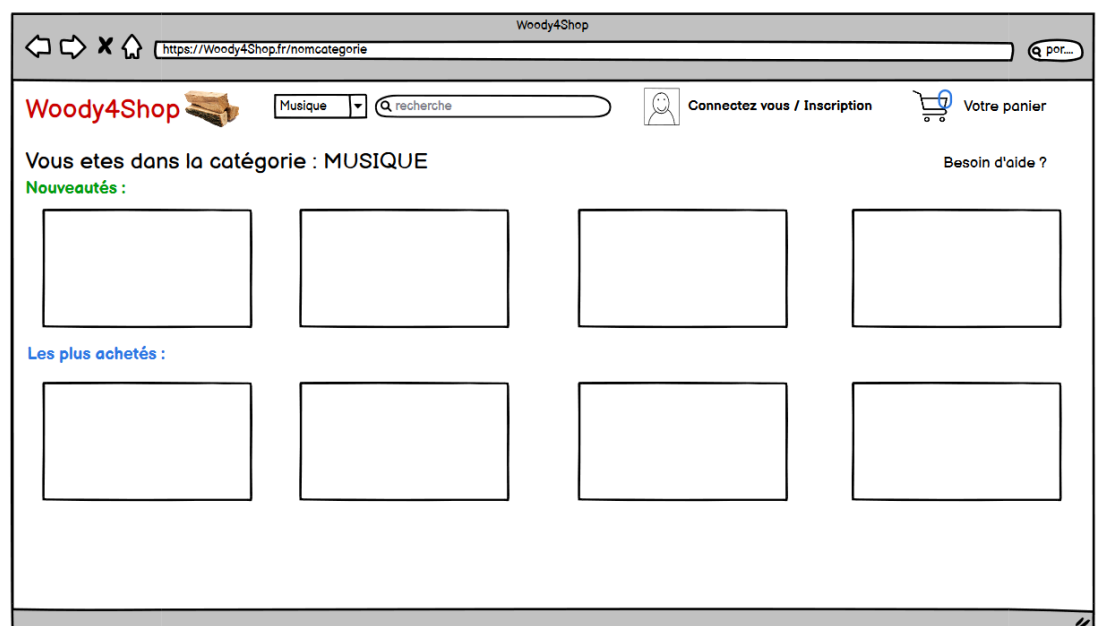 Woody4Shop
https://Woody4Shop.fr/nomcategorie
por....
Woody4Shop
Musique
recherche
Connectez vous / Inscription
Votre panier
Vous etes dans la catégorie : MUSIQUE
Besoin d'aide ?
Nouveautés :
Les plus achetés :